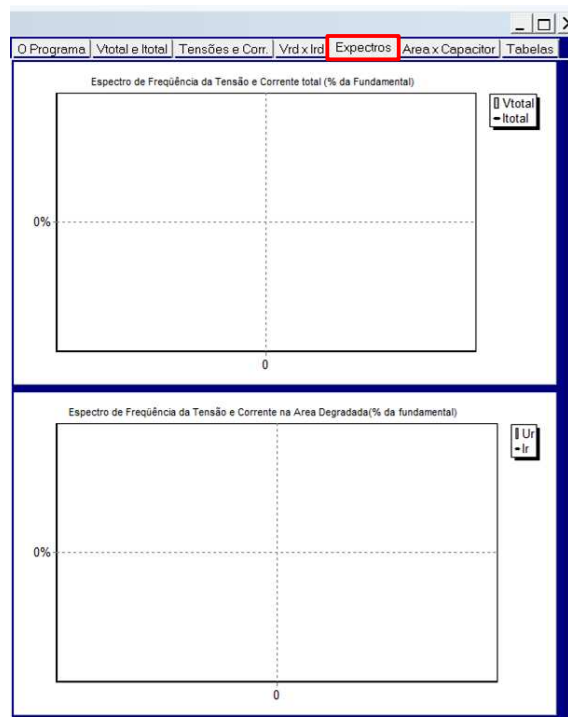 O Programa Vtotal e Itotal Tensões e Corr. Vrd x Ird Expectros Area x Capacitor Tabelas
Espectro de Freqüência da Tensão e Corrente total (% da Fundamental)
Vtotal
Itotal
0%
0
Espectro de Freqüência da Tensão e Corrente na Area Degradada(% da fundamental)
Ur
Ir
0%
0